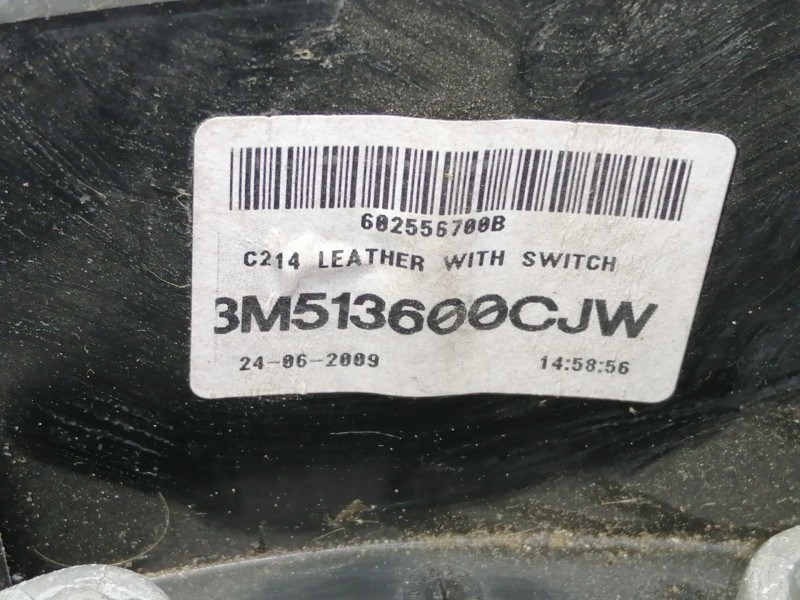 602556700B
C214 LEATHER WITH SWITCH
3M513600CJW
24-06-2009 14:58:56